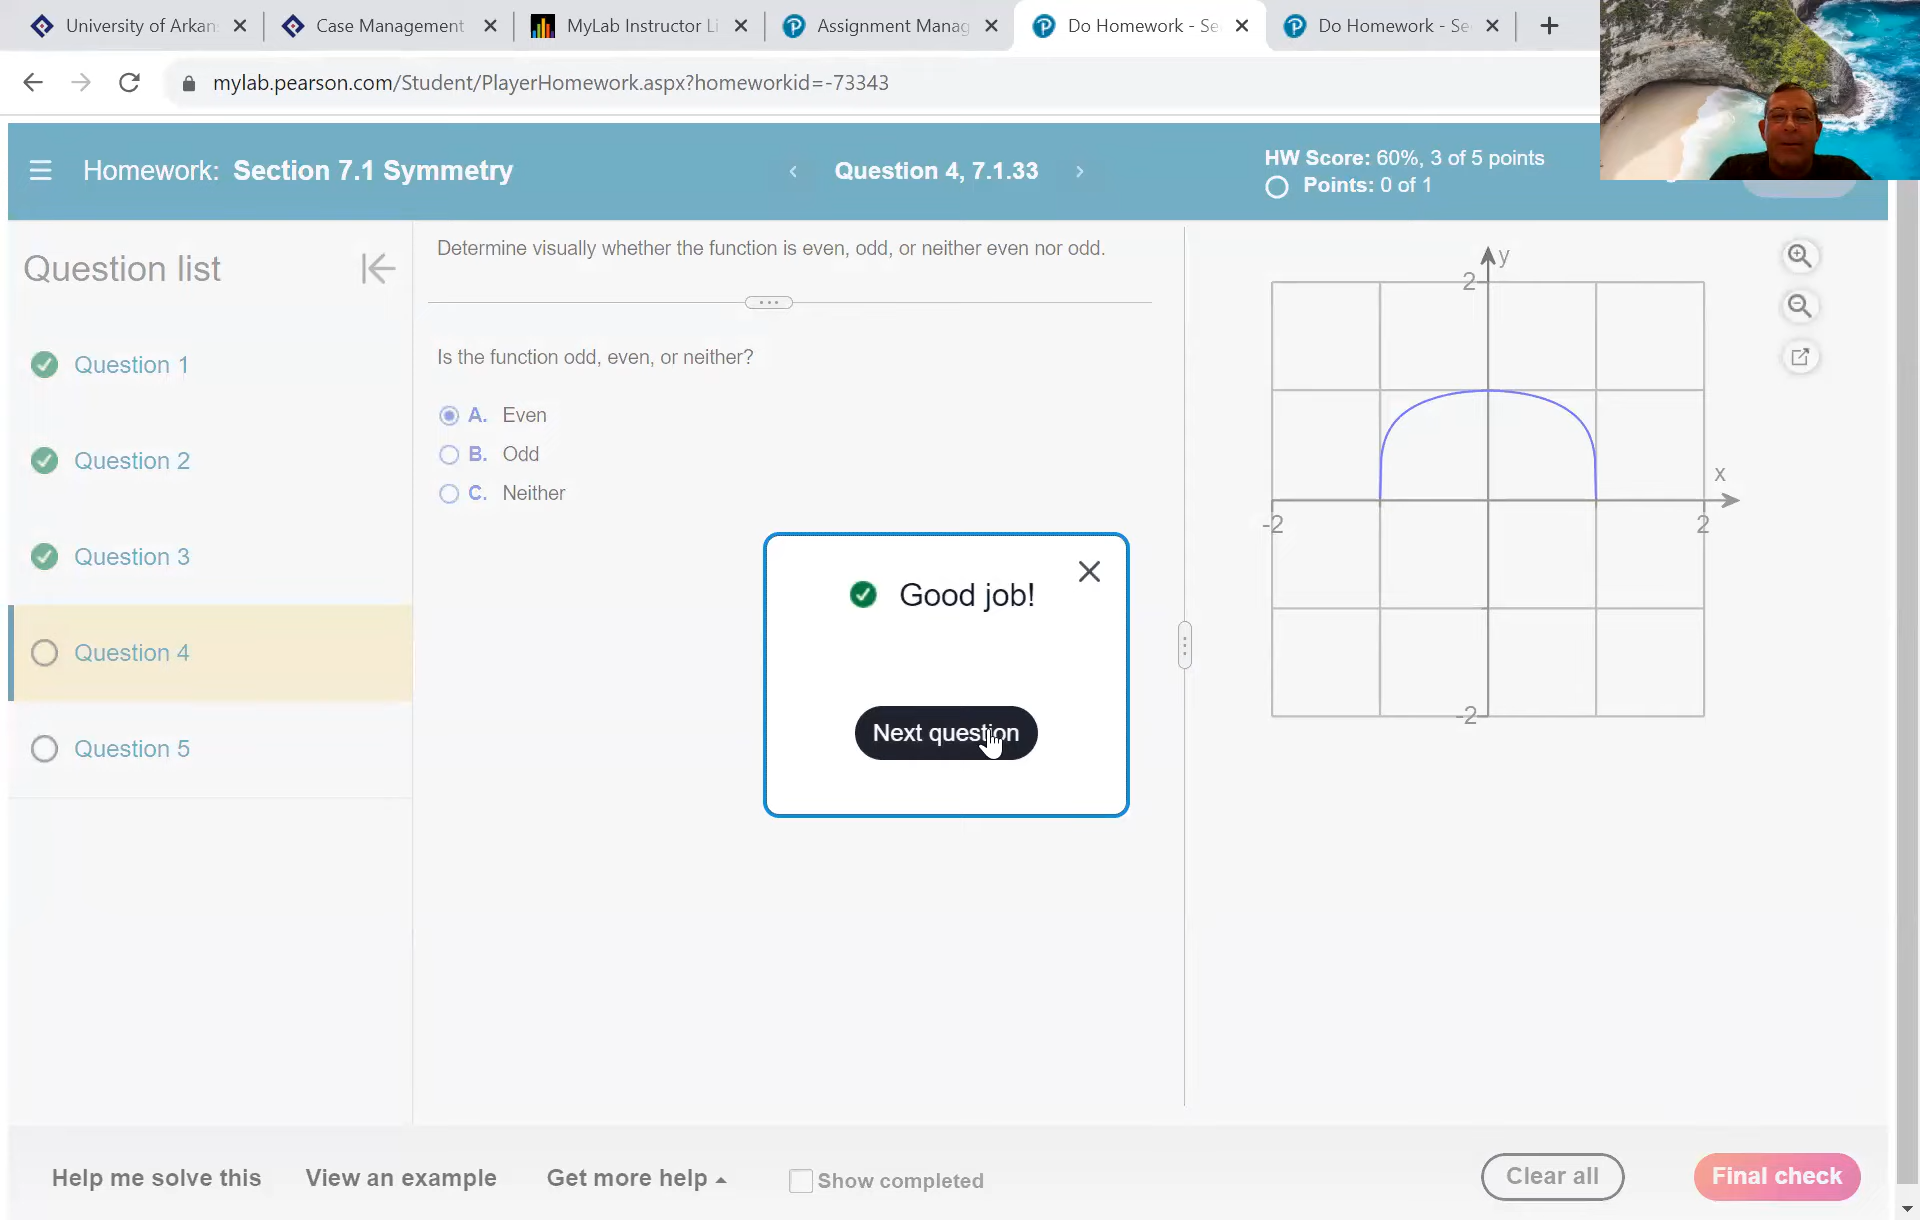 University of Arkan
Case Management
MyLab Instructor Li
Assignment Manag
Do Homework - Se
Do Homework - Se
mylab.pearson.com/Student/PlayerHomework.aspx?homeworkid=-73343
Homework: Section 7.1 Symmetry
Question 4, 7.1.33
HW Score: 60%, 3 of 5 points
Points: 0 of 1
Question list
Question 1
Question 2
Question 3
Question 4
Question 5
Determine visually whether the function is even, odd, or neither even nor odd.
Is the function odd, even, or neither?
A. Even
B. Odd
C. Neither
Good job!
Next question
y
2
x
-2
2
-2
Help me solve this
View an example
Get more help
Show completed
Clear all
Final check